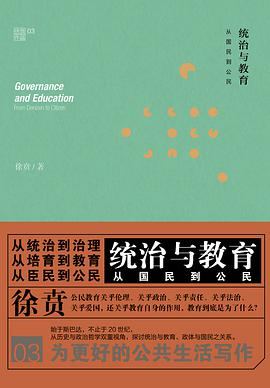 03
统治与教育
从国民到公民
Governance
and Education
From Denizen to Citizen
徐贲 / 著
从统治到治理
从培育到教育
从臣民到公民
统治与教育
从国民到公民
徐贲
公民教育关乎伦理、关乎政治、关乎责任、关乎法治、
关乎爱国,还关乎教育自身的作用,教育到底是为了什么?
03
始于斯巴达,不止于20世纪,
从历史与政治哲学双重视角,探讨统治与教育、政体与国民之关系。
为更好的公共生活写作